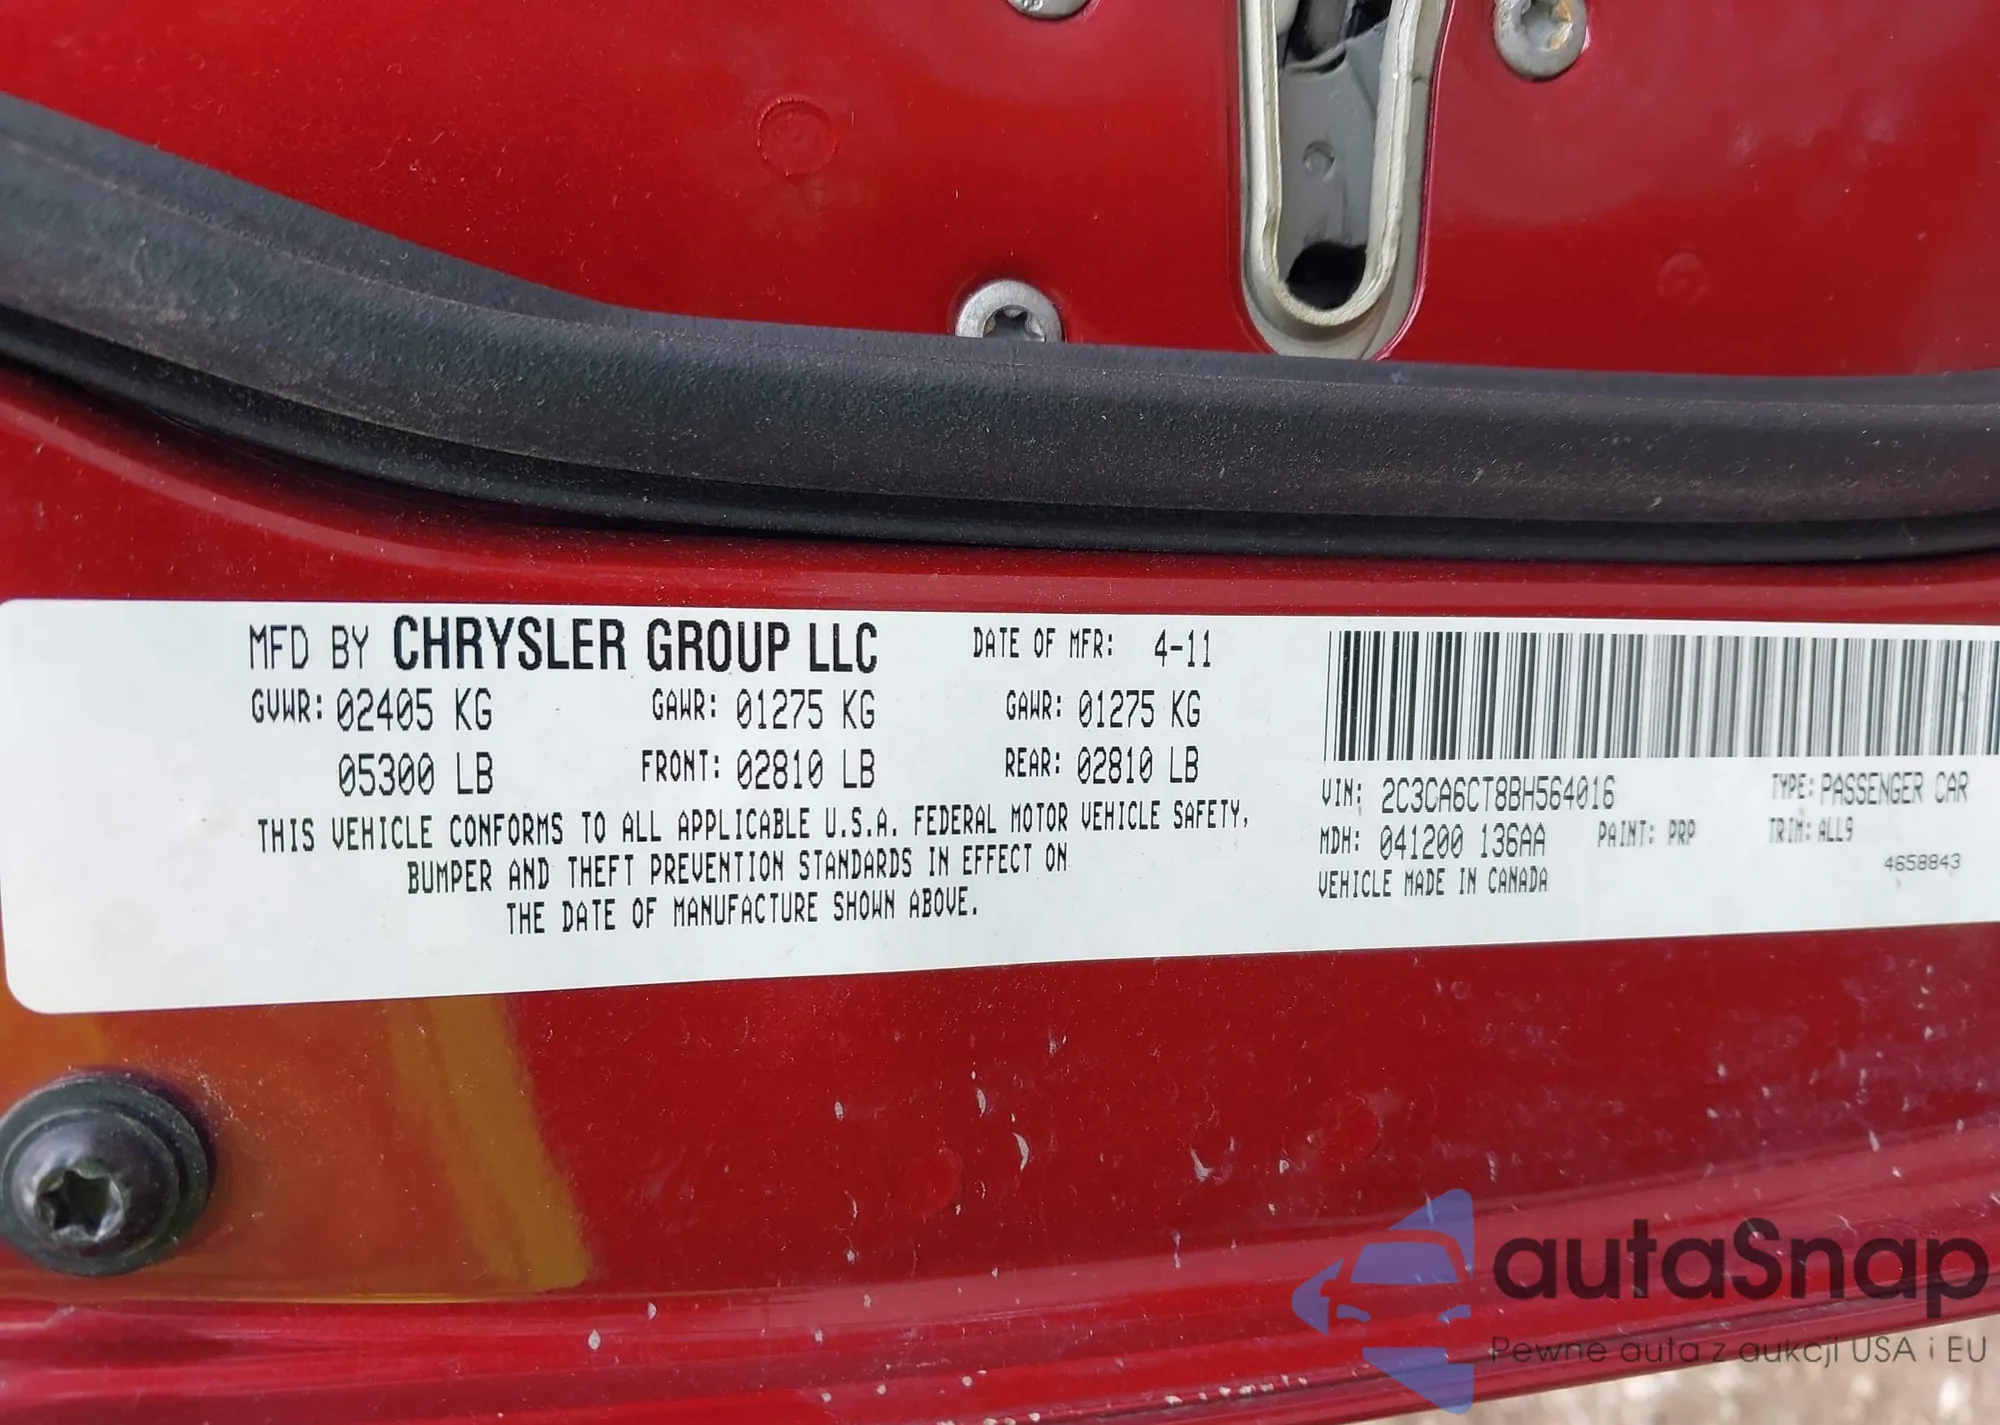 MFD BY CHRYSLER GROUP LLC DATE OF MFR: 4-11
GVWR: 02405 KG GAWR: 01275 KG GAWR: 01275 KG
05300 LB FRONT: 02810 LB REAR: 02810 LB
THIS VEHICLE CONFORMS TO ALL APPLICABLE U.S.A. FEDERAL MOTOR VEHICLE SAFETY,
BUMPER AND THEFT PREVENTION STANDARDS IN EFFECT ON
THE DATE OF MANUFACTURE SHOWN ABOVE.
VIN: 2C3CA6CT8BH564016 TYPE: PASSENGER CAR
MDH: 041200 136AA PAINT: PRP TRIM: ALL9
VEHICLE MADE IN CANADA 4658843
autaSnap
Pewne auta z aukcji USA i EU